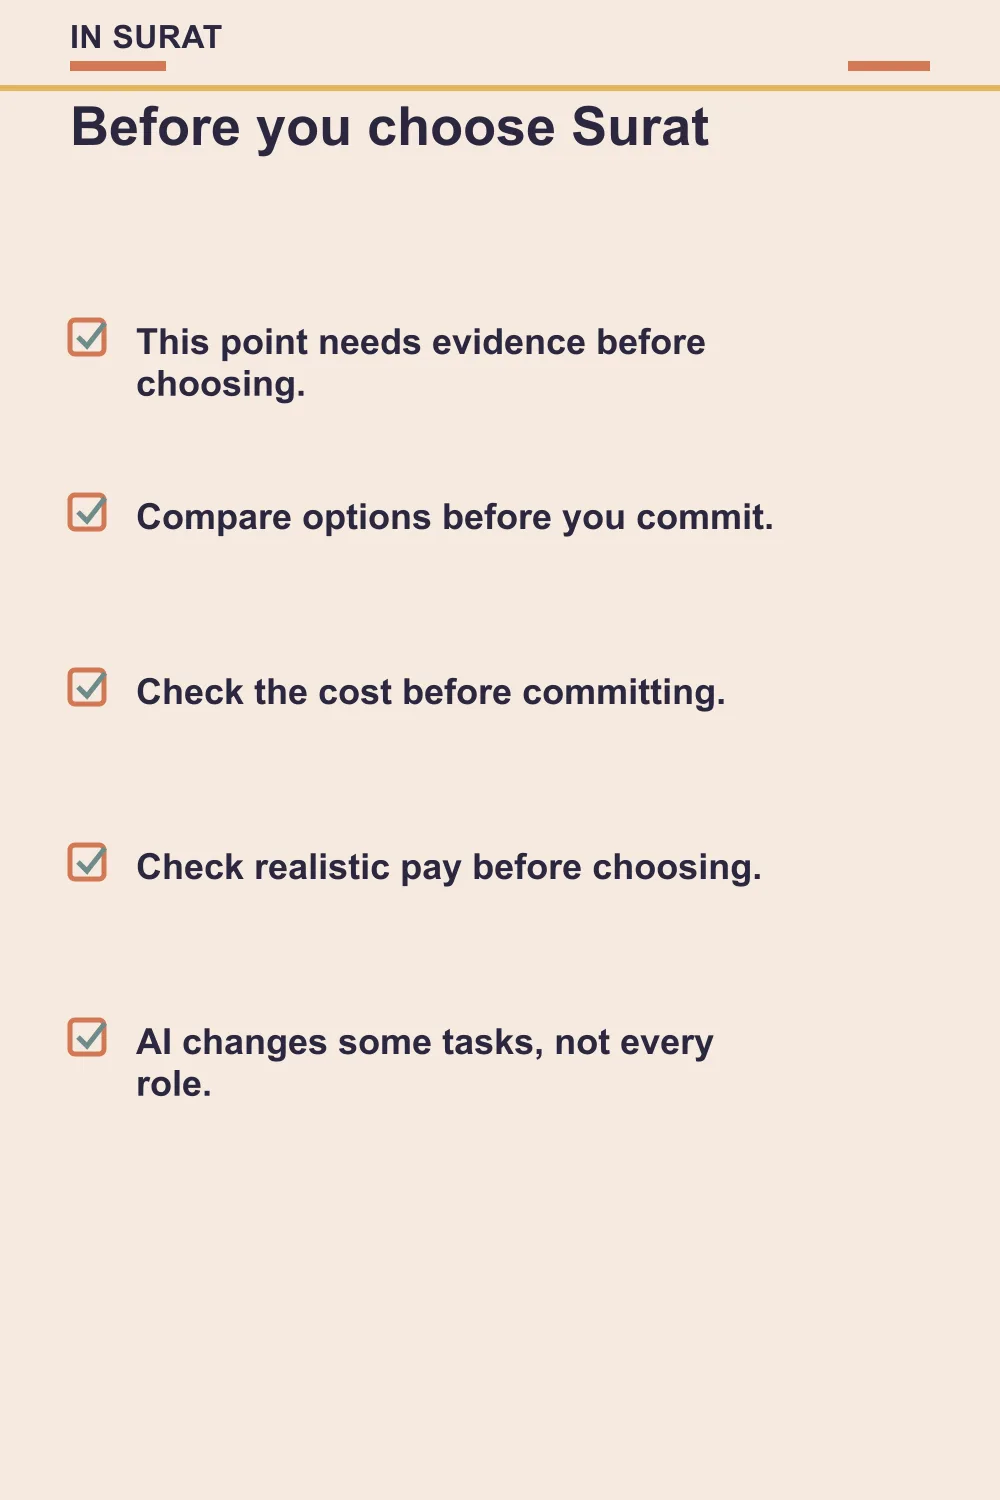 IN SURAT
Before you choose Surat
This point needs evidence before
choosing.
Compare options before you commit.
Check the cost before committing.
Check realistic pay before choosing.
AI changes some tasks, not every
role.